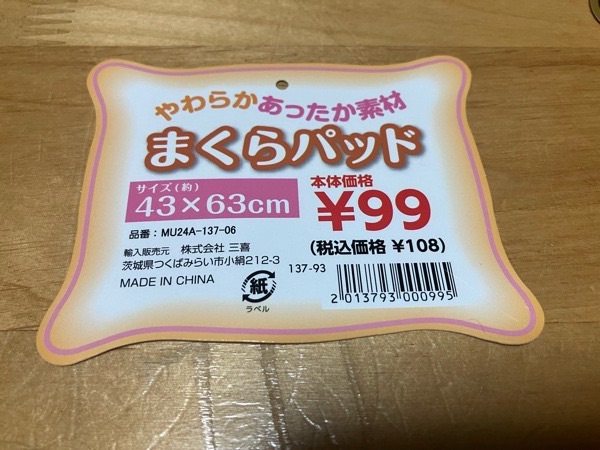 やわらかあったか素材
まくらパッド
サイズ(約)
43×63cm
本体価格
¥99
(税込価格 ¥108)
品番：MU24A-137-06
輸入販売元 株式会社 三喜
茨城県つくばみらい市小絹212-3
MADE IN CHINA
紙
ラベル
137-93
2 013793 000995